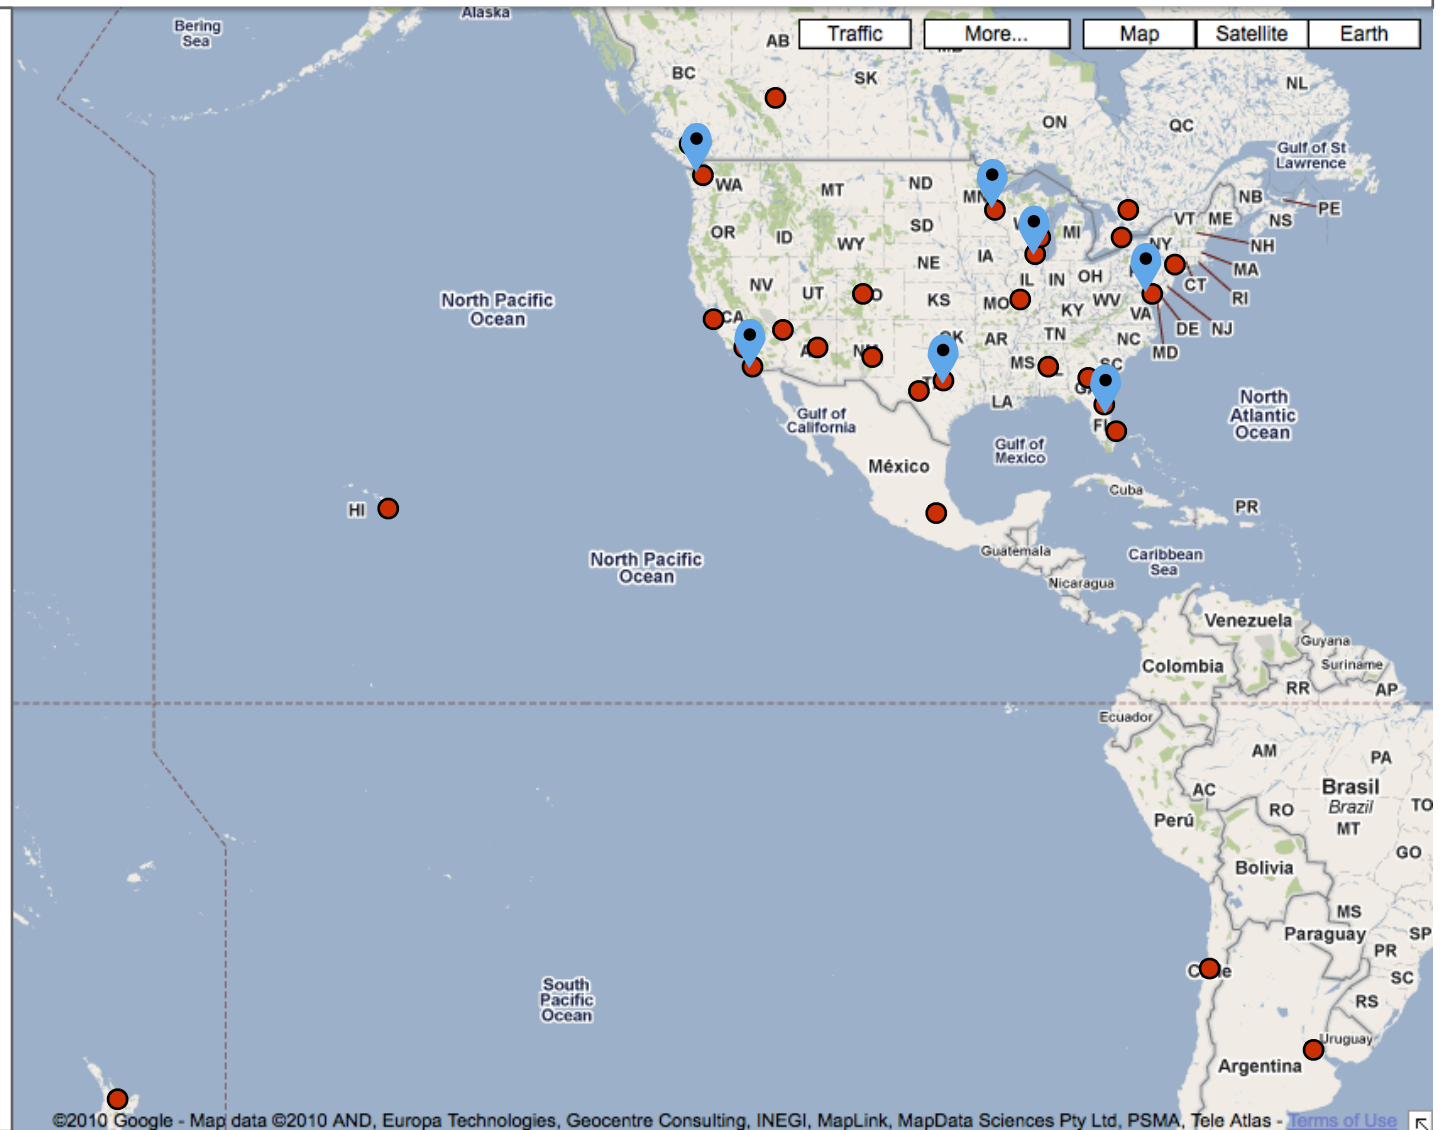 Alaska
Bering
Sea
AB
Traffic
More...
Map
Satellite
Earth
BC
SK
NL
ON
QC
Gulf of St
Lawrence
WA
MT
ND
MN
NB
PE
VT
ME
NS
OR
ID
WY
SD
MI
NY
NH
IA
NE
MA
NV
UT
IL
IN
OH
CT
RI
KS
MO
WV
KY
VA
DE
NJ
North Pacific
Ocean
CA
AR
TN
NC
MD
MS
SC
LA
FL
Gulf of
California
Gulf of
Mexico
North
Atlantic
Ocean
México
HI
Cuba
PR
Guatemala
North Pacific
Ocean
Caribbean
Sea
Nicaragua
Venezuela
Guyana
Colombia
Suriname
RR
AP
Ecuador
AM
PA
AC
Brasil
Brazil
RO
TO
Perú
MT
GO
Bolivia
MS
Paraguay
SP
PR
SC
South
Pacific
Ocean
RS
Uruguay
Argentina
©2010 Google - Map data ©2010 AND, Europa Technologies, Geocentre Consulting, INEGI, MapLink, MapData Sciences Pty Ltd, PSMA, Tele Atlas - Terms of Use